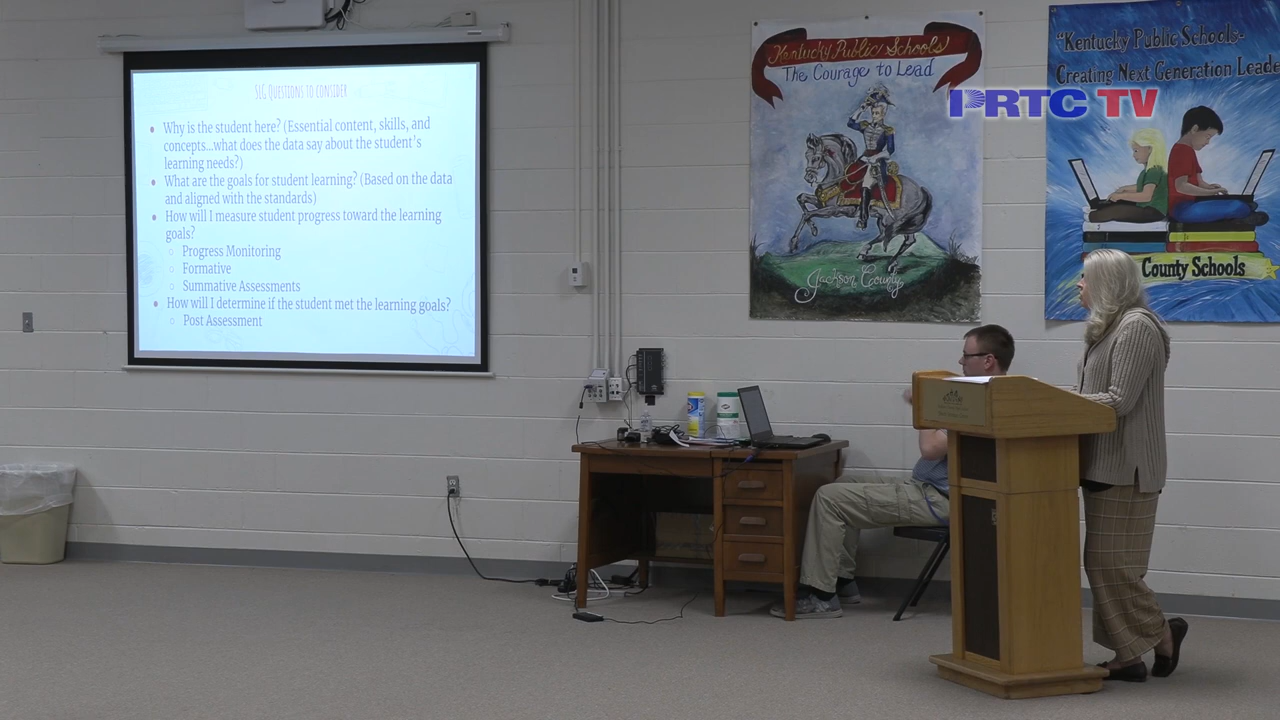 SLG Questions to consider
Why is the student here? (Essential content, skills, and
concepts...what does the data say about the student's
learning needs?)
What are the goals for student learning? (Based on the data
and aligned with the standards)
How will I measure student progress toward the learning
goals?
Progress Monitoring
Formative
Summative Assessments
How will I determine if the student met the learning goals?
Post Assessment
Kentucky Public Schools
The Courage to Lead
Jackson County
"Kentucky Public Schools-
Creating Next Generation Leade
County Schools
PRTC TV